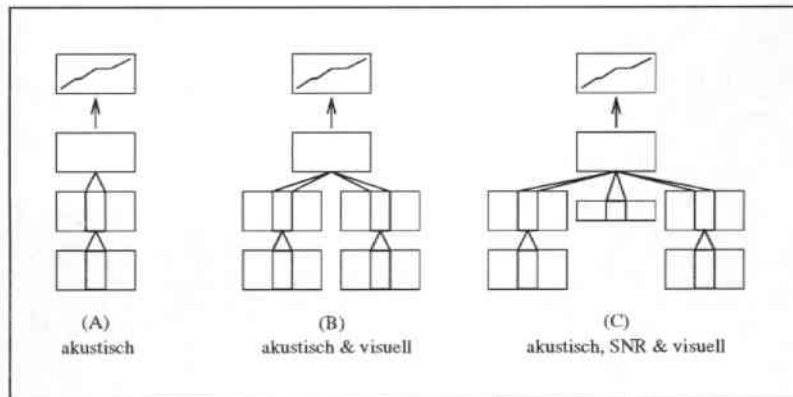 (A)
akustisch
(B)
akustisch & visuell
(C)
akustisch, SNR & visuell